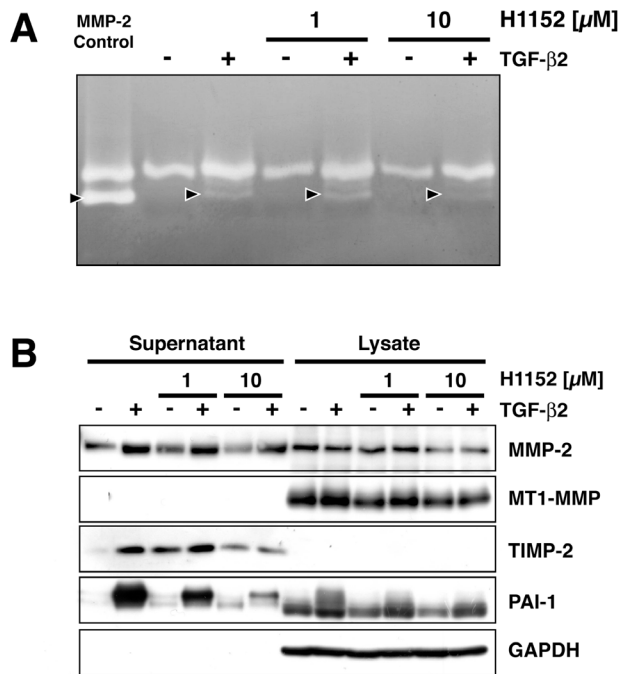 A
MMP-2
Control
1 10 H1152 [µM]
- + - + - + TGF-β2
B
Supernatant Lysate
1 10 1 10 H1152 [µM]
- + - + - + - + - + - + TGF-β2
MMP-2
MT1-MMP
TIMP-2
PAI-1
GAPDH